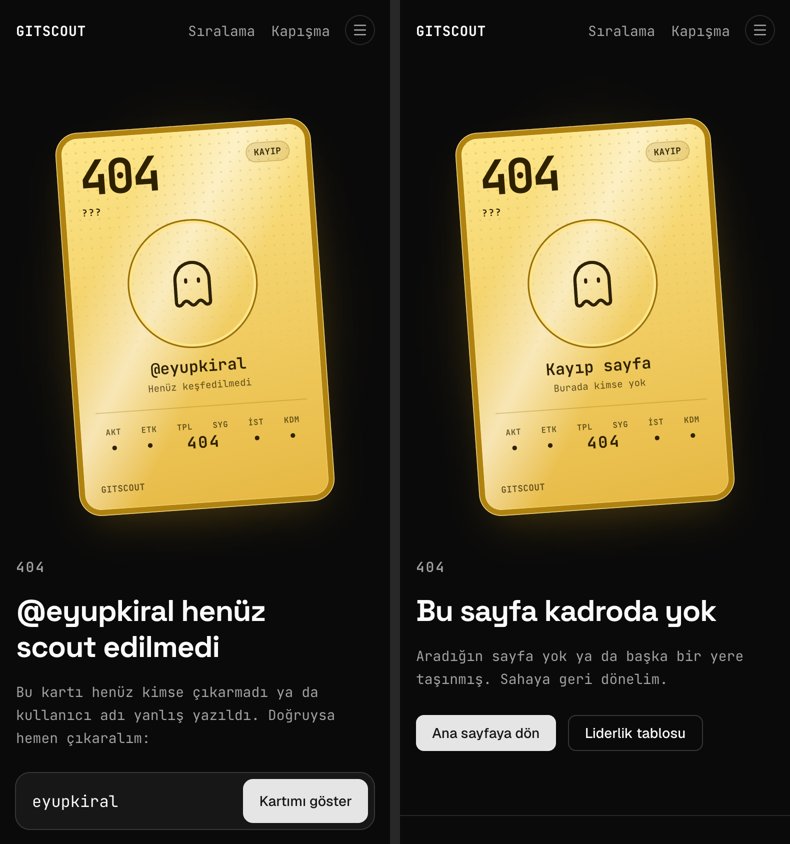 GITSCOUT
Sıralama Kapışma
404
KAYIP
???
@eyupkiral
Henüz keşfedilmedi
AKT ETK TPL SYG İST KDM
404
GITSCOUT
404
@eyupkiral henüz
scout edilmedi
Bu kartı henüz kimse çıkarmadı ya da
kullanıcı adı yanlış yazıldı. Doğruysa
hemen çıkaralım:
eyupkiral
Kartımı göster
GITSCOUT
Sıralama Kapışma
404
KAYIP
???
Kayıp sayfa
Burada kimse yok
AKT ETK TPL SYG İST KDM
404
GITSCOUT
404
Bu sayfa kadroda yok
Aradığın sayfa yok ya da başka bir yere
taşınmış. Sahaya geri dönelim.
Ana sayfaya dön
Liderlik tablosu